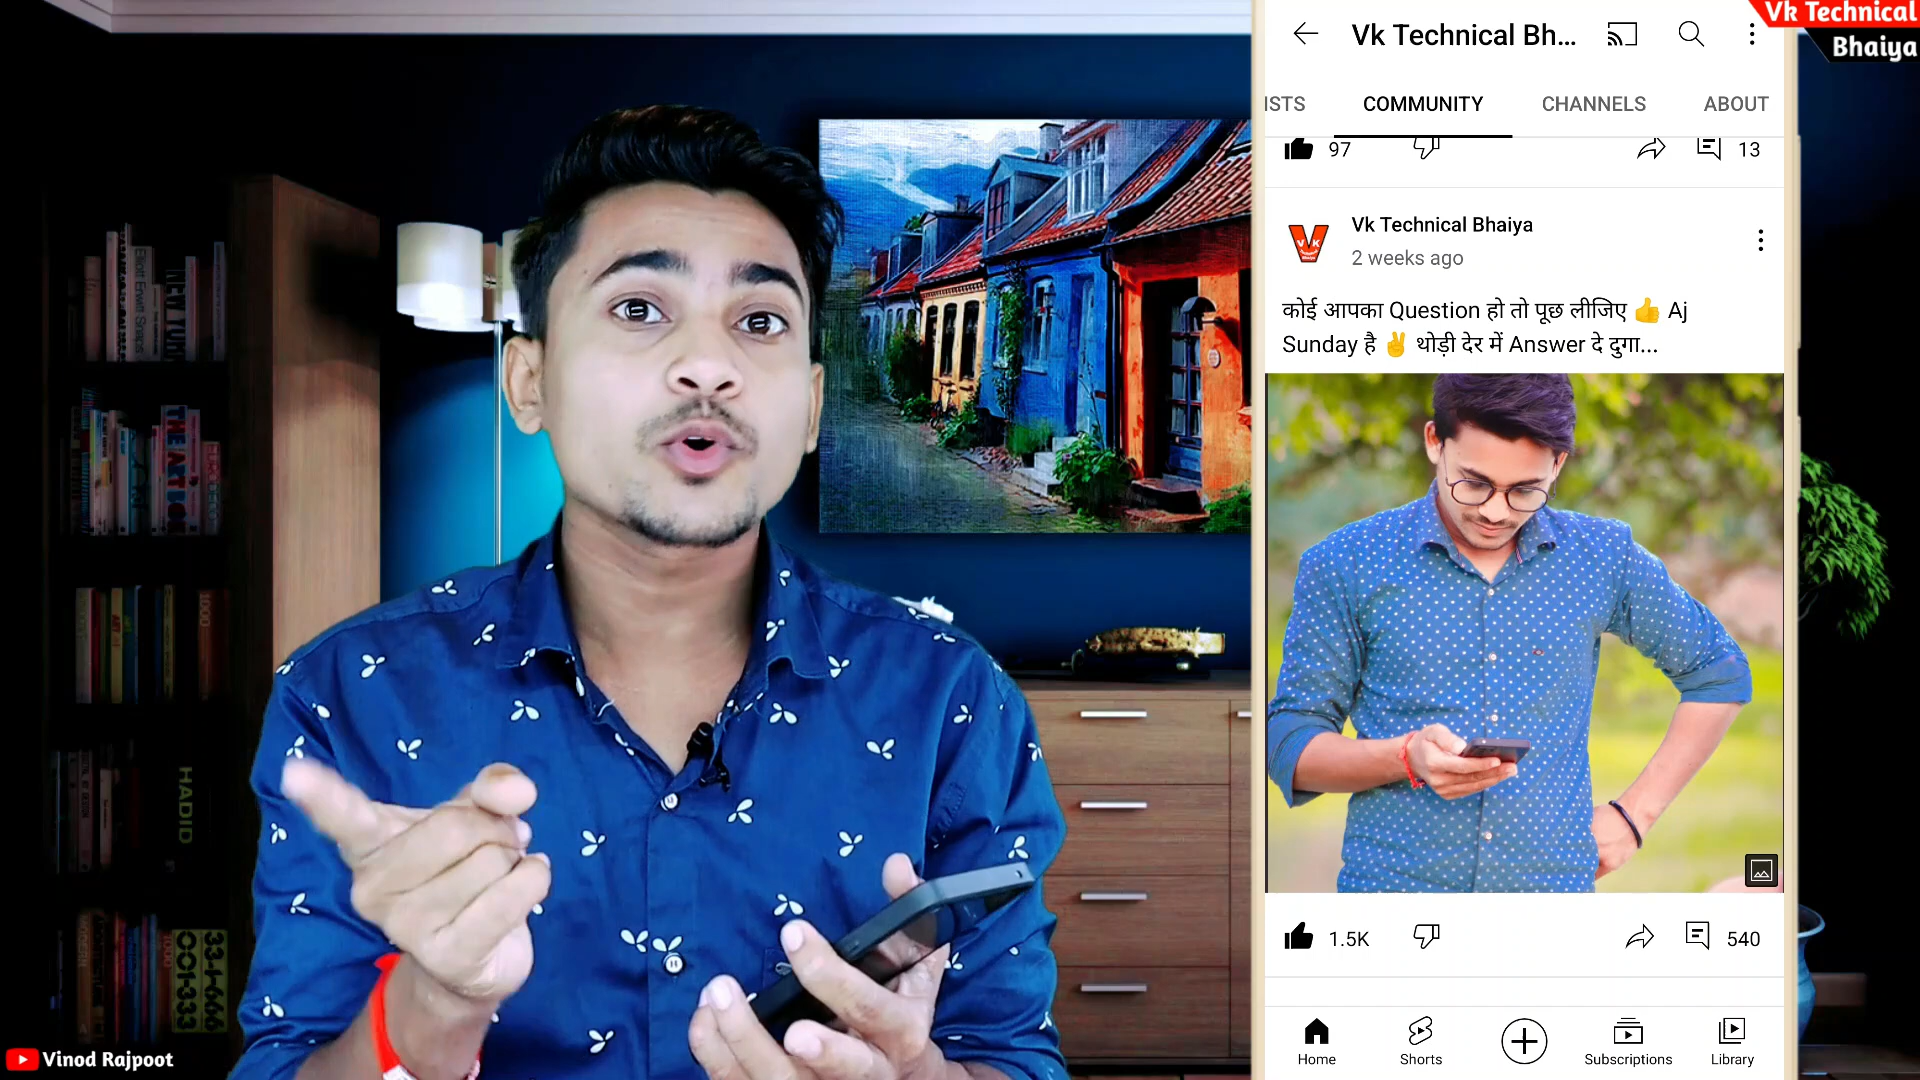 Vk Technical
Bhaiya
Vk Technical Bh...
ISTS COMMUNITY CHANNELS ABOUT
97 13
Vk Technical Bhaiya
2 weeks ago
कोई आपका Question हो तो पूछ लीजिए 👍 Aj
Sunday है ✌ थोड़ी देर में Answer दे दुगा...
1.5K 540
Home Shorts Subscriptions Library
HADID
Vinod Rajpoot